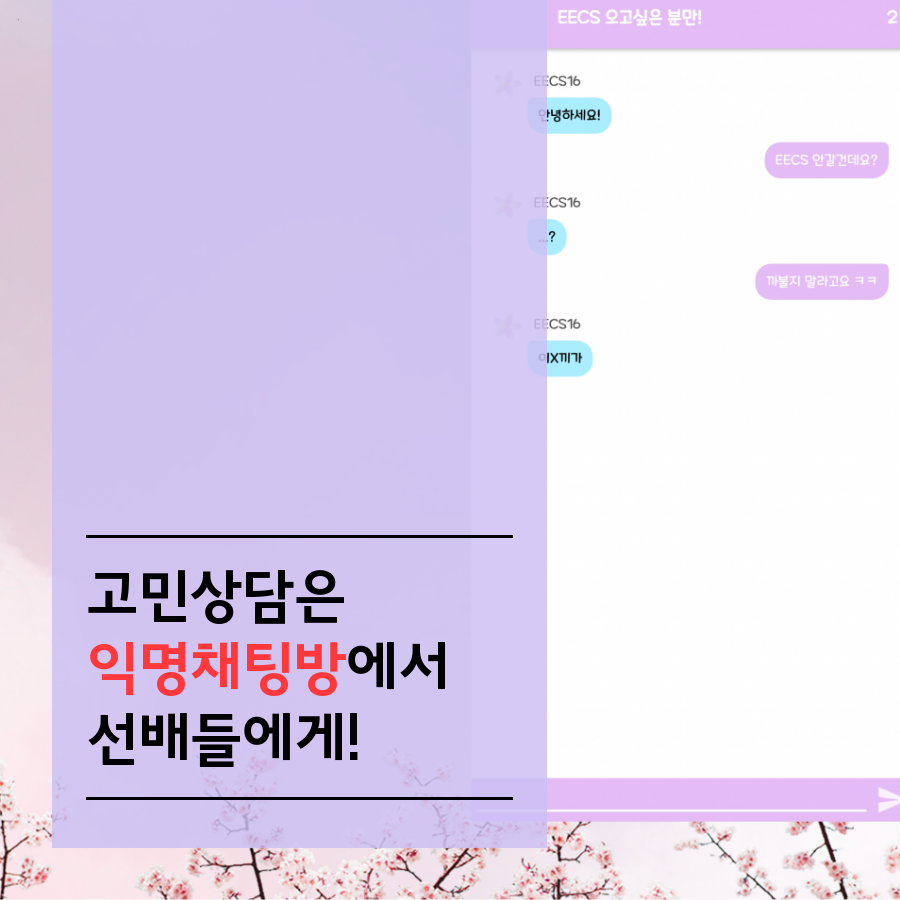 EECS 오고싶은 분만!
2
EECS16
안녕하세요!
EECS 안갈건데요?
EECS16
...?
까불지 말라고요 ㅋㅋ
EECS16
이X끼가
고민상담은
익명채팅방에서
선배들에게!